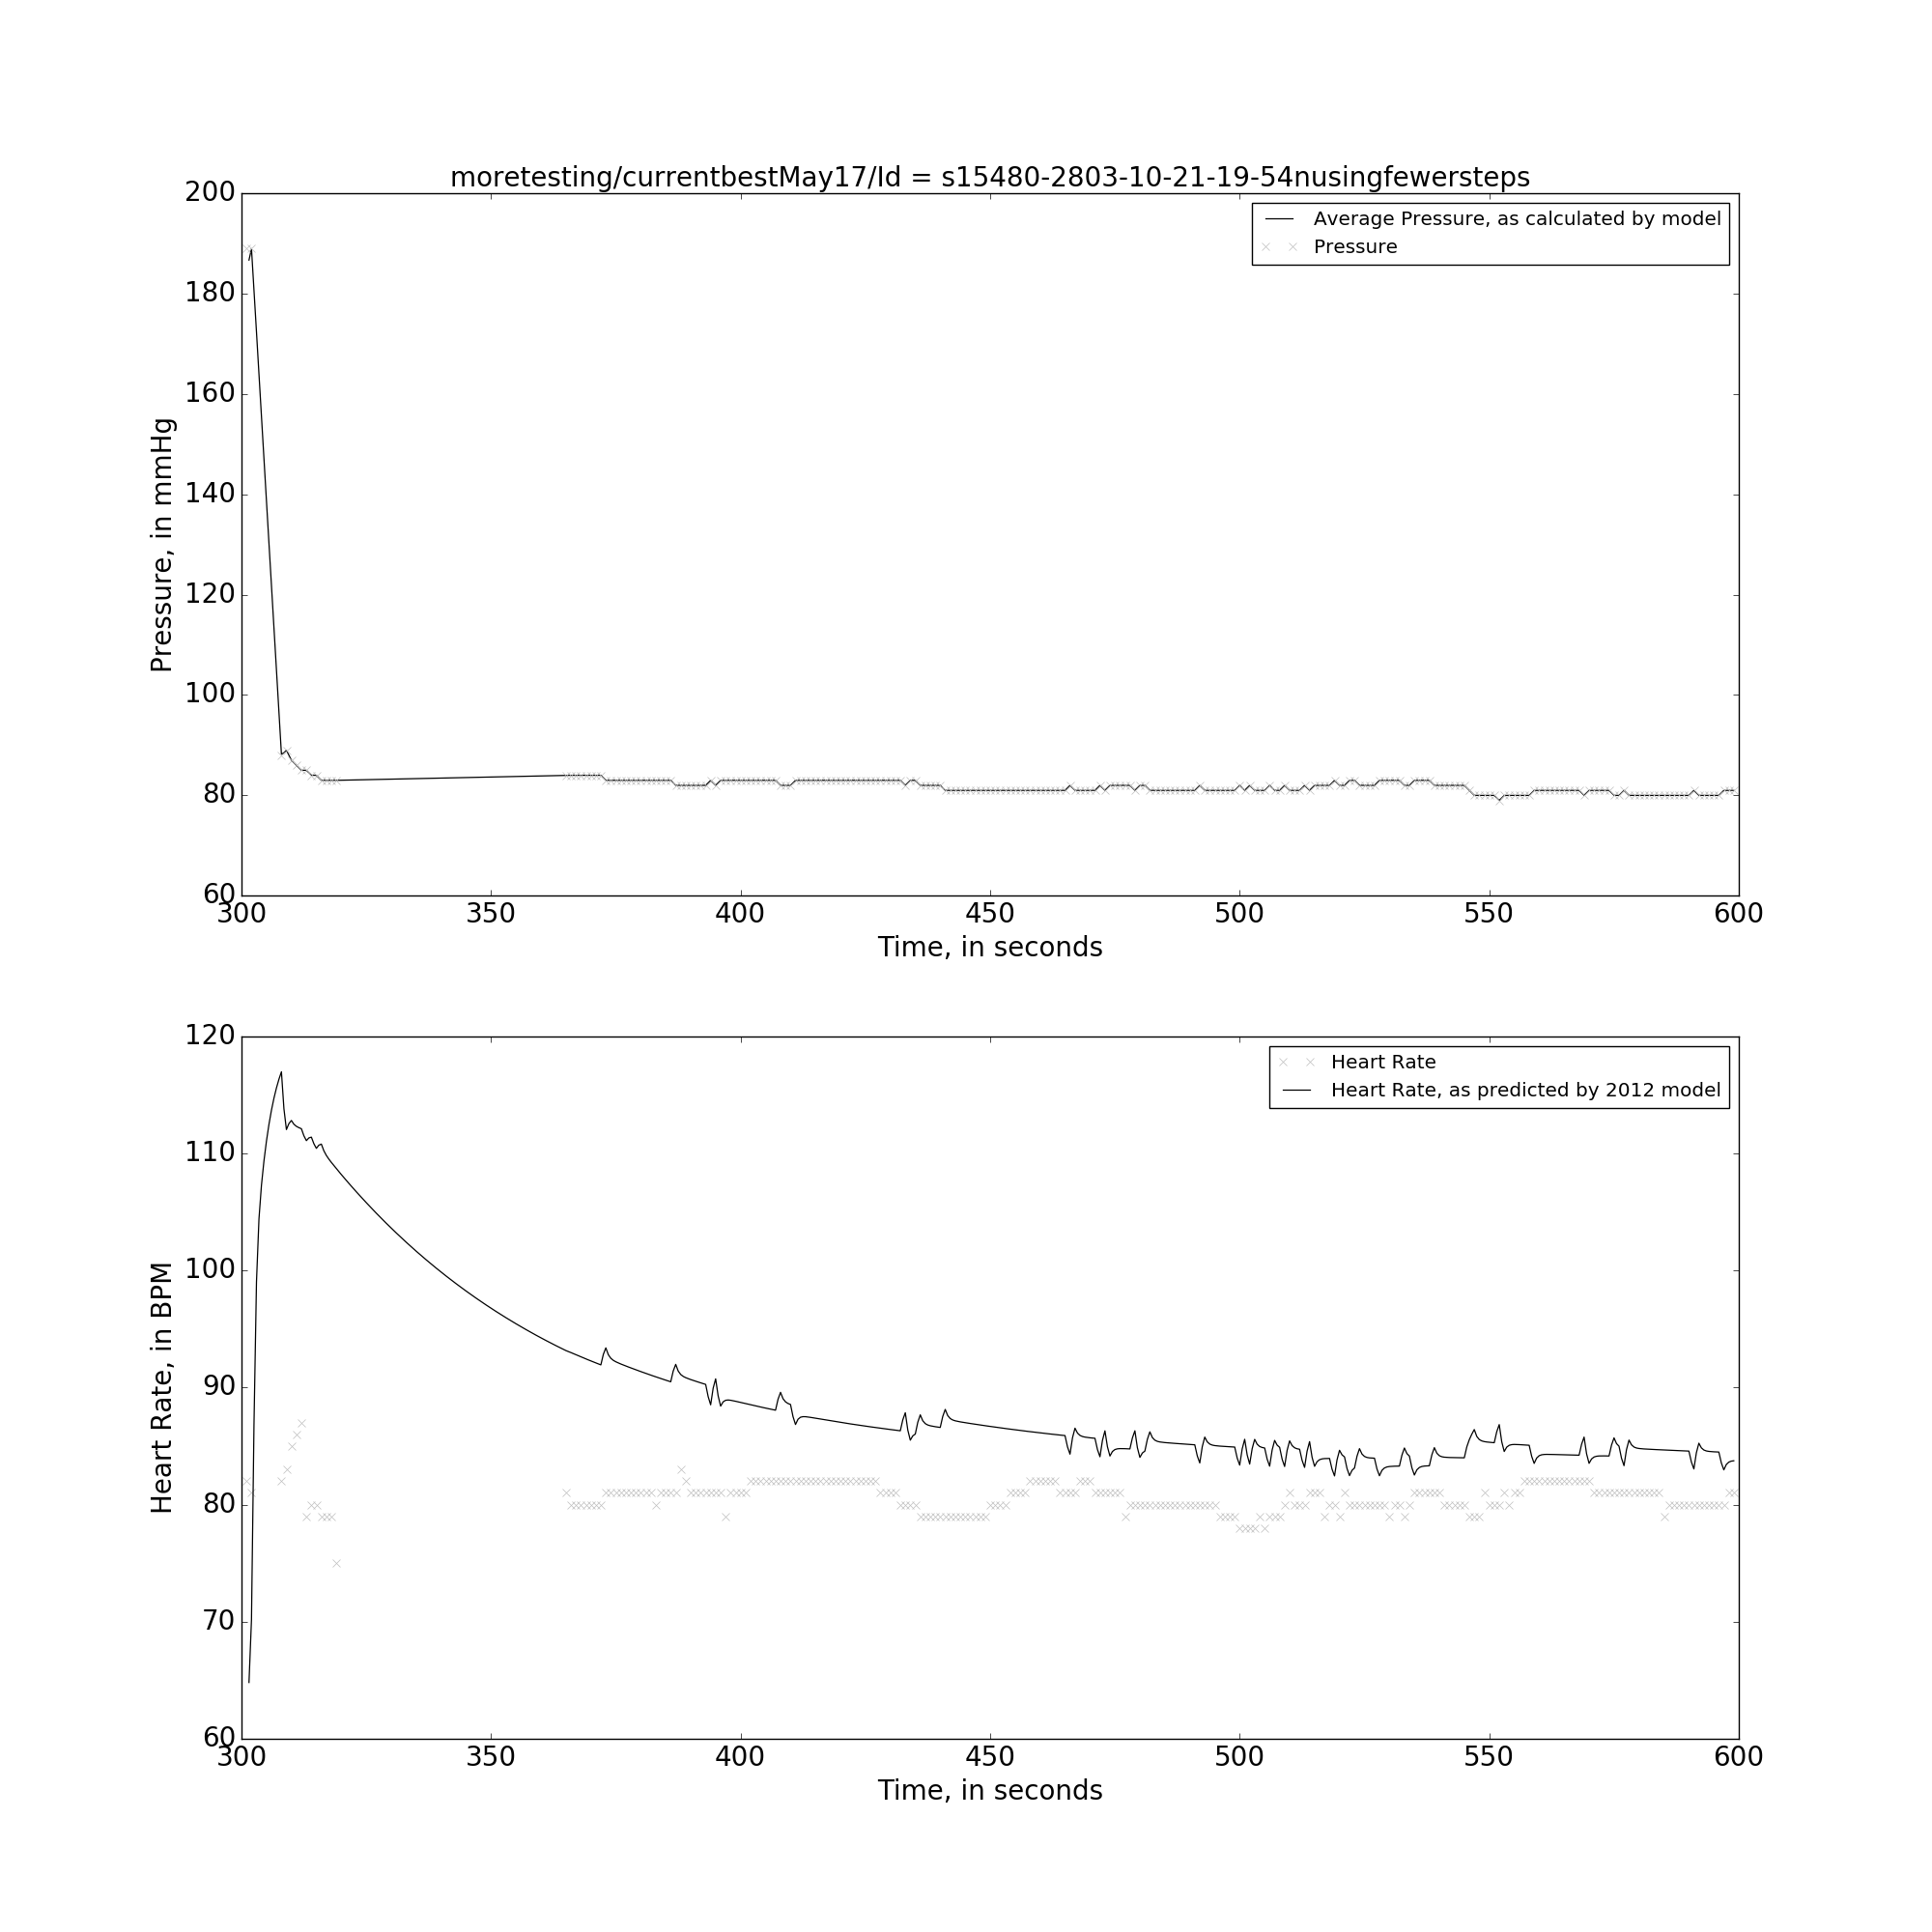 moretesting/currentbestMay17/Id = s15480-2803-10-21-19-54nusingfewersteps
200
180
160
140
120
100
80
60
Pressure, in mmHg
Average Pressure, as calculated by model
Pressure
300 350 400 450 500 550 600
Time, in seconds
120
110
100
90
80
70
60
Heart Rate, in BPM
Heart Rate
Heart Rate, as predicted by 2012 model
300 350 400 450 500 550 600
Time, in seconds